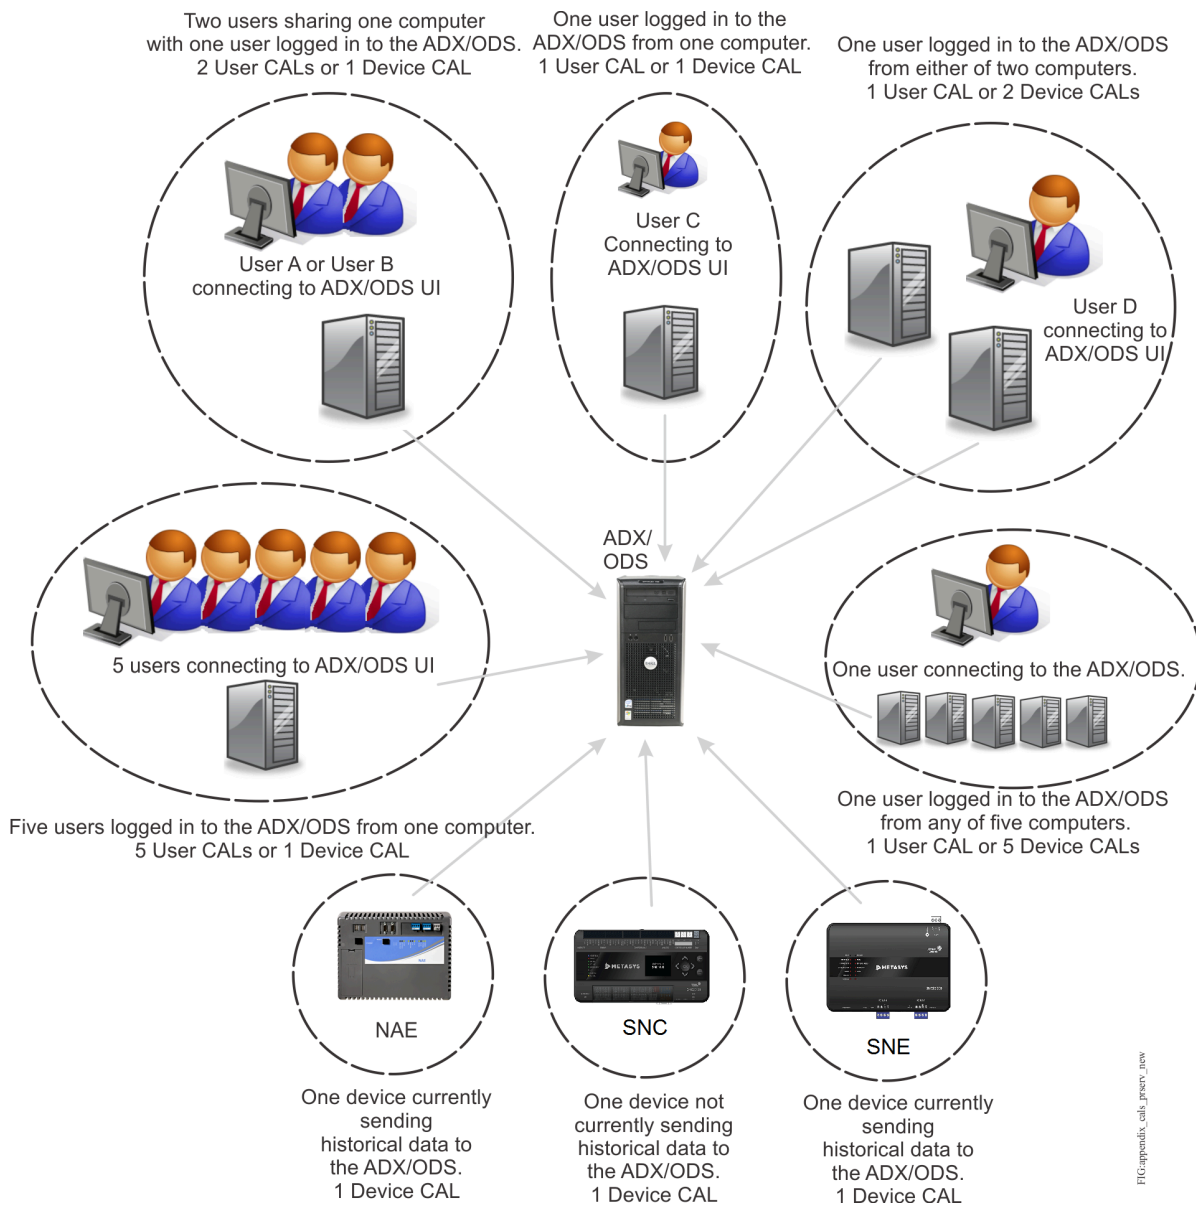 Two users sharing one computer
with one user logged in to the ADX/ODS.
2 User CALs or 1 Device CAL
One user logged in to the
ADX/ODS from one computer.
1 User CAL or 1 Device CAL
One user logged in to the ADX/ODS
from either of two computers.
1 User CAL or 2 Device CALs
User A or User B
connecting to ADX/ODS UI
User C
Connecting to
ADX/ODS UI
User D
connecting to
ADX/ODS UI
ADX/
ODS
5 users connecting to ADX/ODS UI
One user connecting to the ADX/ODS.
Five users logged in to the ADX/ODS from one computer.
5 User CALs or 1 Device CAL
One user logged in to the ADX/ODS
from any of five computers.
1 User CAL or 5 Device CALs
METASYS
METASYS
NAE
SNC
SNE
One device currently
sending
historical data to
the ADX/ODS.
1 Device CAL
One device not
currently sending
historical data to
the ADX/ODS.
1 Device CAL
One device currently
sending
historical data to
the ADX/ODS.
1 Device CAL
FIG:appendix_cals_prserv_new